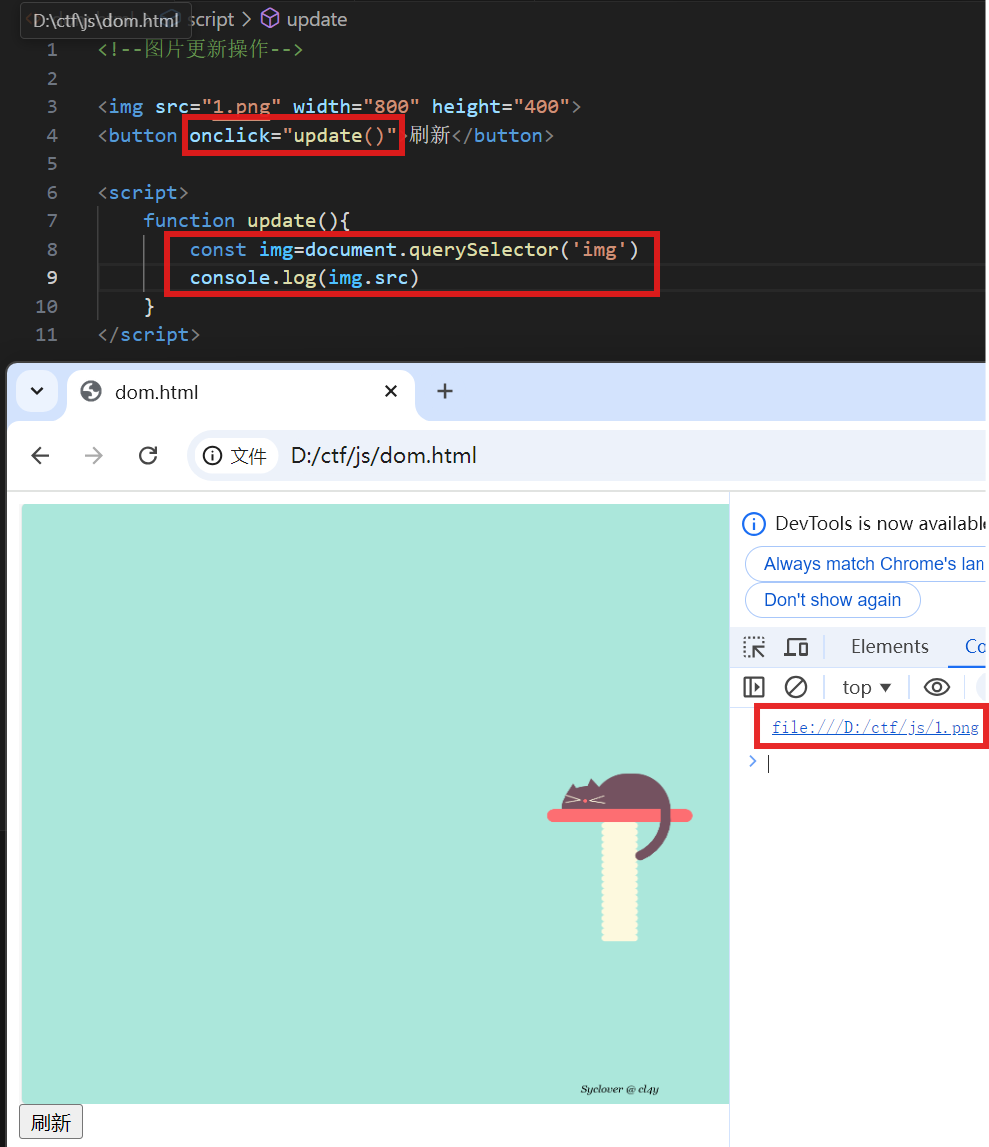 D:\ctf\js\dom.html script > update
1 <!--图片更新操作-->
2
3 <img src="1.png" width="800" height="400">
4 <button onclick="update()">刷新</button>
5
6 <script>
7 function update(){
8 const img=document.querySelector('img')
9 console.log(img.src)
10 }
11 </script>
dom.html
文件 D:/ctf/js/dom.html
DevTools is now available
Always match Chrome's lan
Don't show again
Elements Co
top
file:///D:/ctf/js/1.png
>
Syclover @ cl4y
刷新